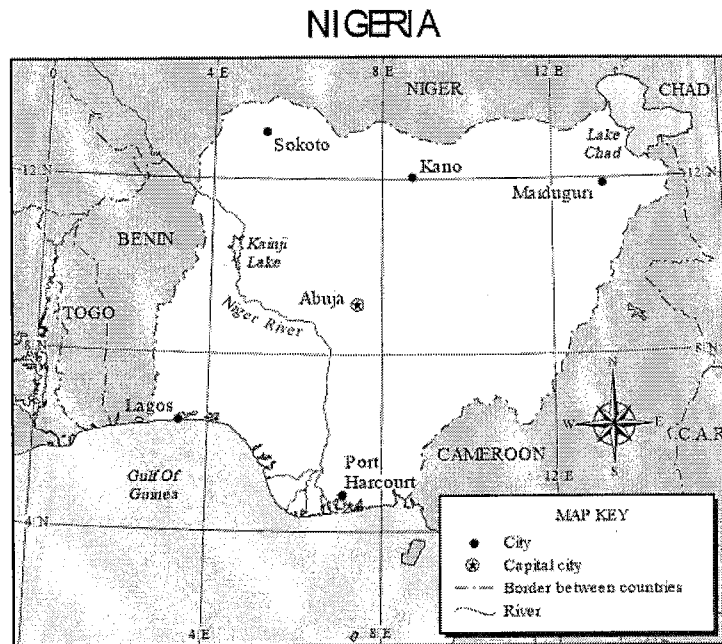 NIGERIA
0
4 E
8 E
12 E
NIGER
CHAD
Sokoto
Lake
Chad
12 N
Kano
12 N
Maiduguri
BENIN
Kainji
Lake
Abuja
TOGO
Niger River
8 N
8 N
Lagos
N
W
E
S
C.A.R
Gulf Of
Guinea
Port
Harcourt
CAMEROON
12 E
4 N
MAP KEY
City
Capital city
Border between countries
River
4 E
8 E